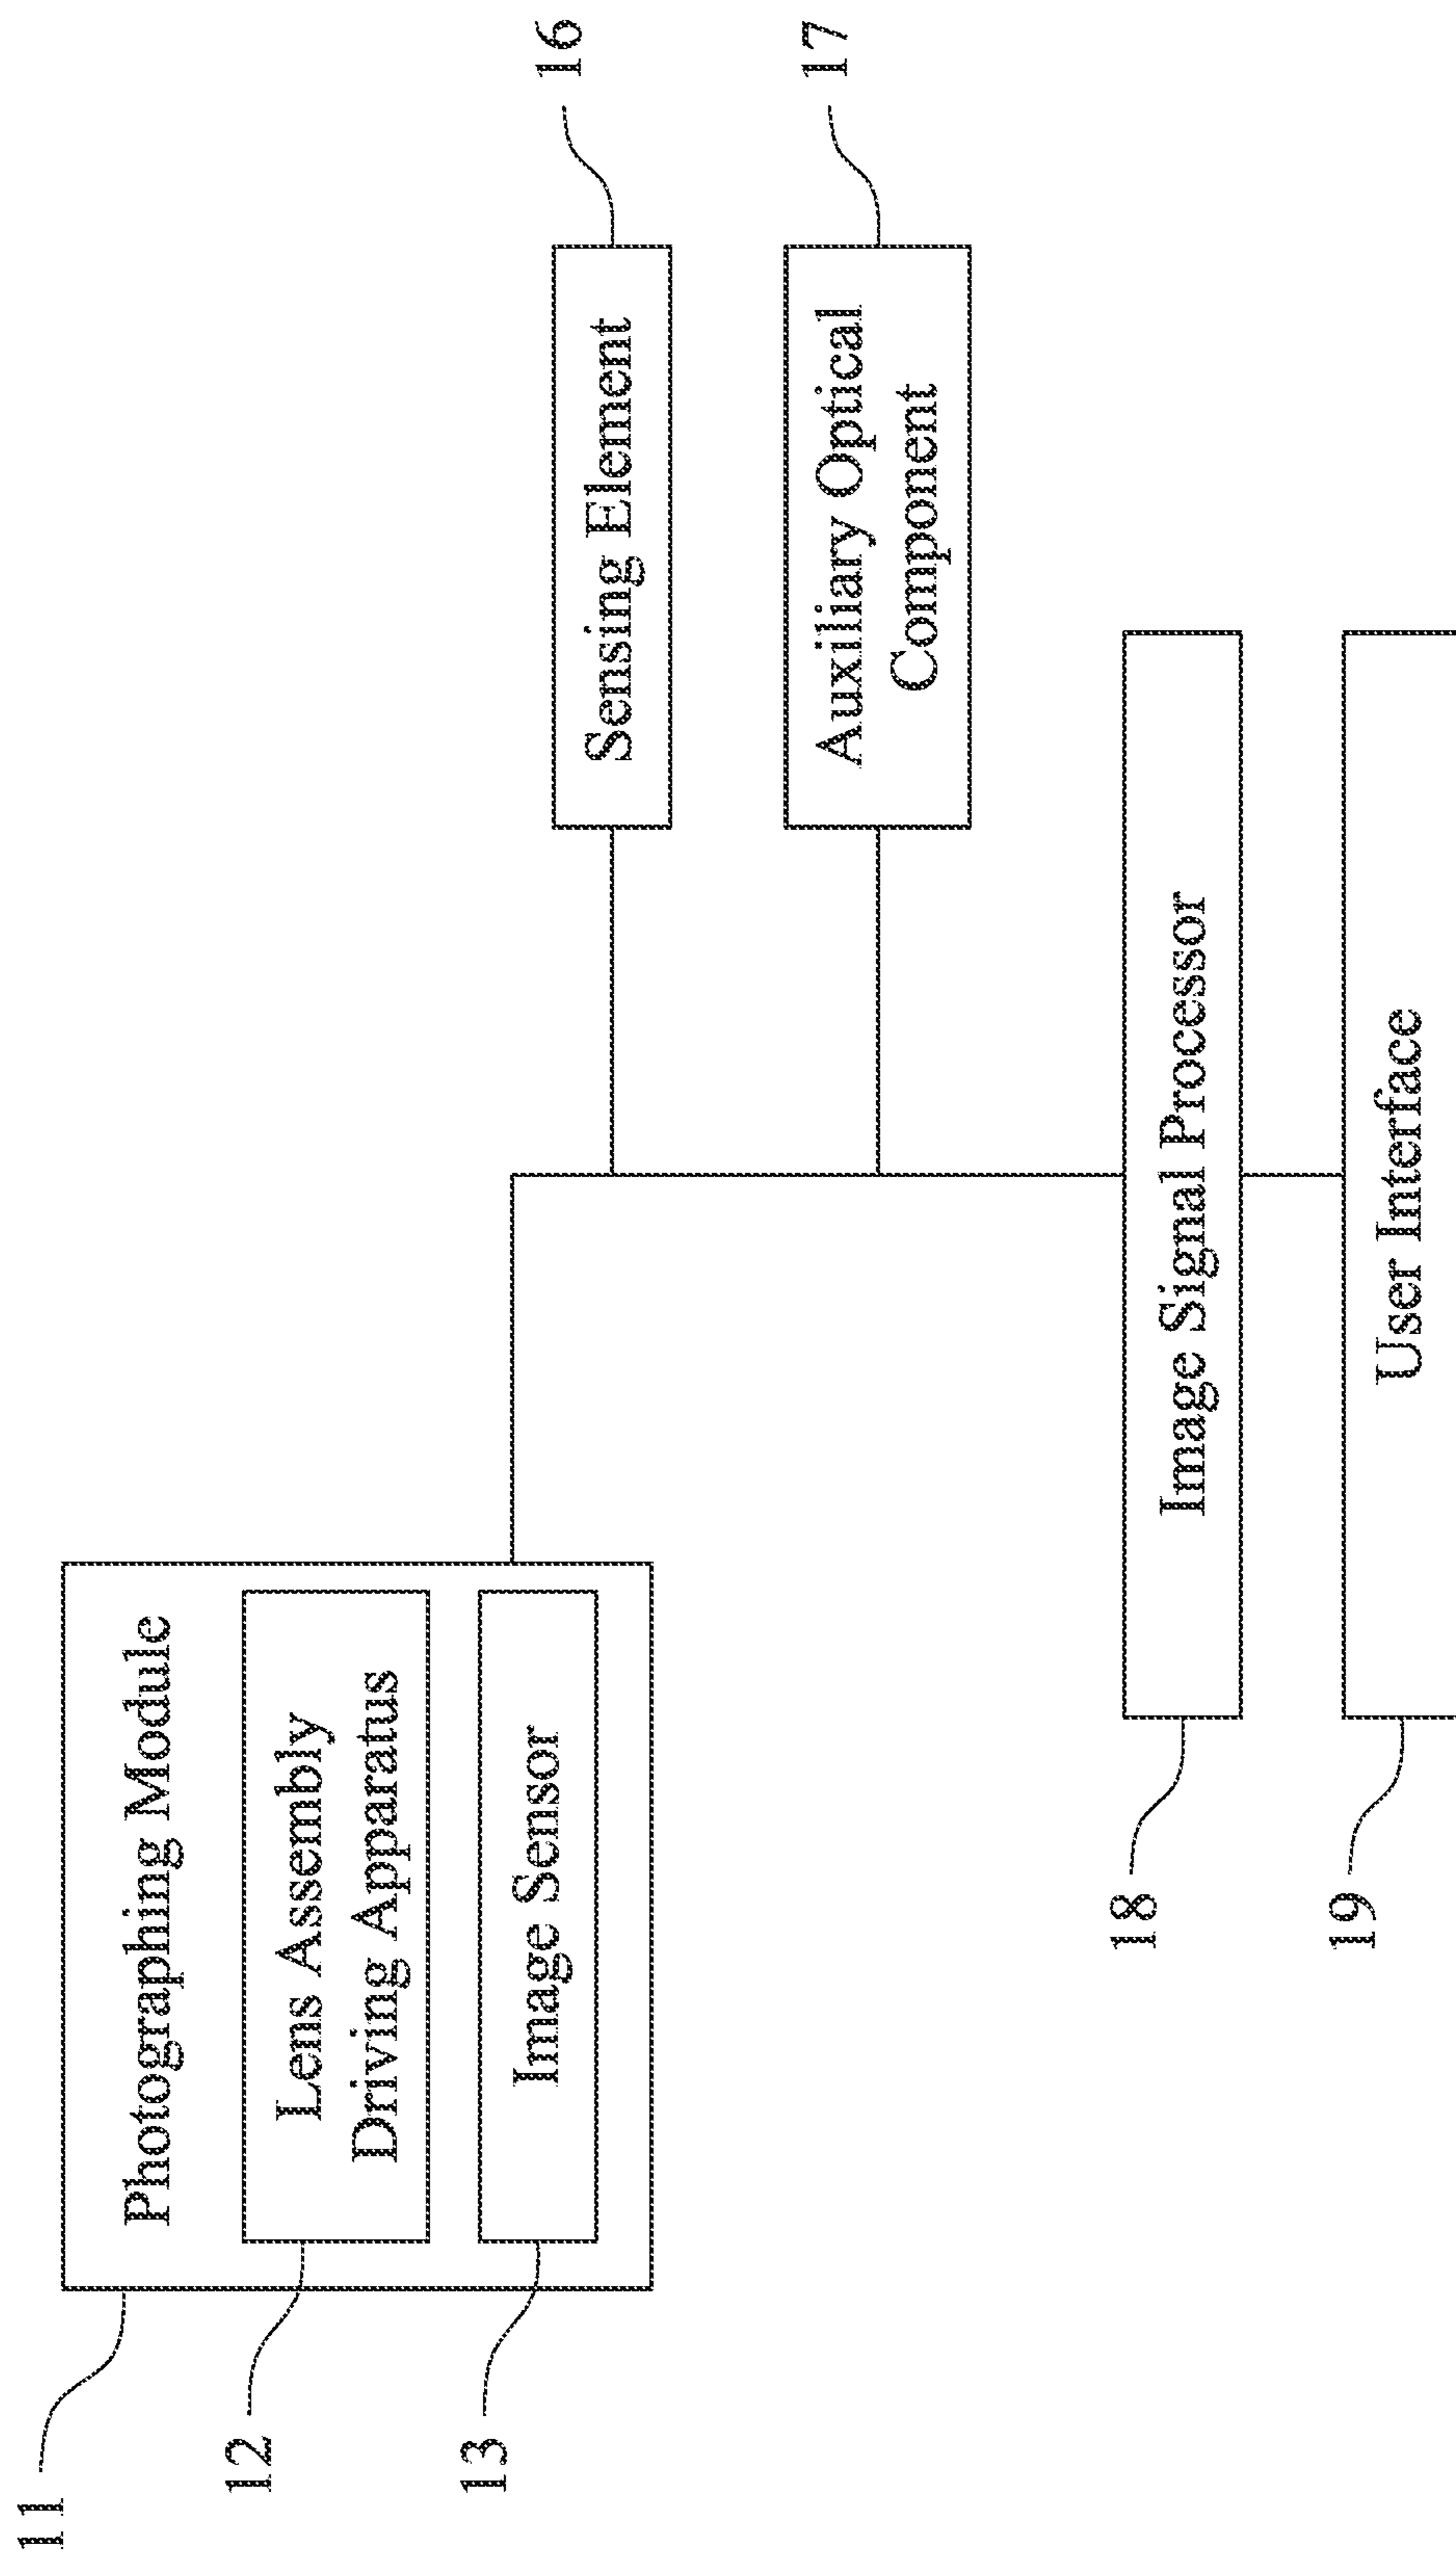 11
Photographing Module
12
Lens Assembly
Driving Apparatus
13
Image Sensor
Sensing Element
16
Auxiliary Optical
Component
17
18
Image Signal Processor
19
User Interface